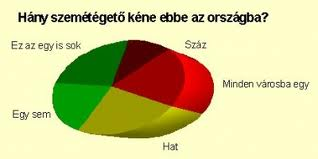 Hány szemétégető kéne ebbe az országba?
Ez az egy is sok
Száz
Minden városba egy
Egy sem
Hat